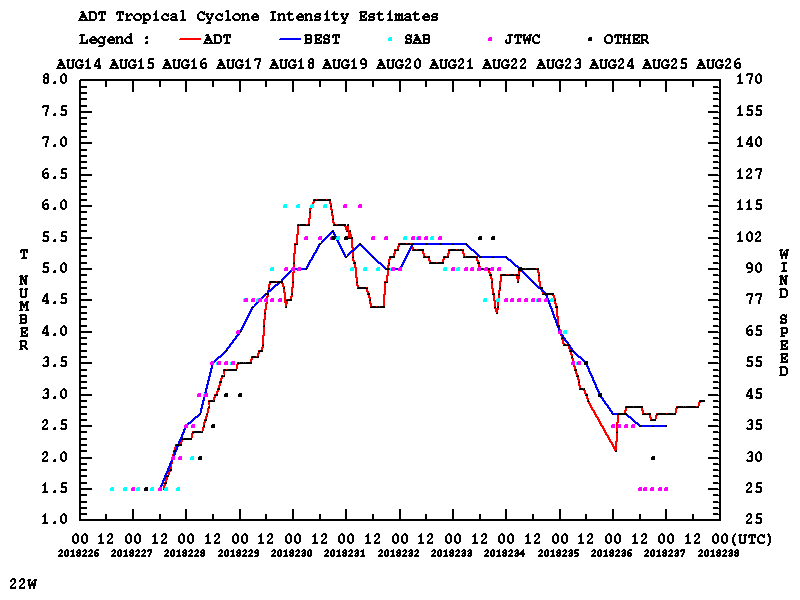 ADT Tropical Cyclone Intensity Estimates
Legend : ADT BEST SAB JTWC OTHER
AUG14 AUG15 AUG16 AUG17 AUG18 AUG19 AUG20 AUG21 AUG22 AUG23 AUG24 AUG25 AUG26
8.0 170
7.5 155
7.0 140
6.5 127
6.0 115
5.5 102
5.0 90
4.5 77
4.0 65
3.5 55
3.0 45
2.5 35
2.0 30
1.5 25
1.0 25
T NUMBER
WIND SPEED
00 12 00 12 00 12 00 12 00 12 00 12 00 12 00 12 00 12 00 12 00 12 00 12 00 (UTC)
2018226 2018227 2018228 2018229 2018230 2018231 2018232 2018233 2018234 2018235 2018236 2018237 2018238
22W